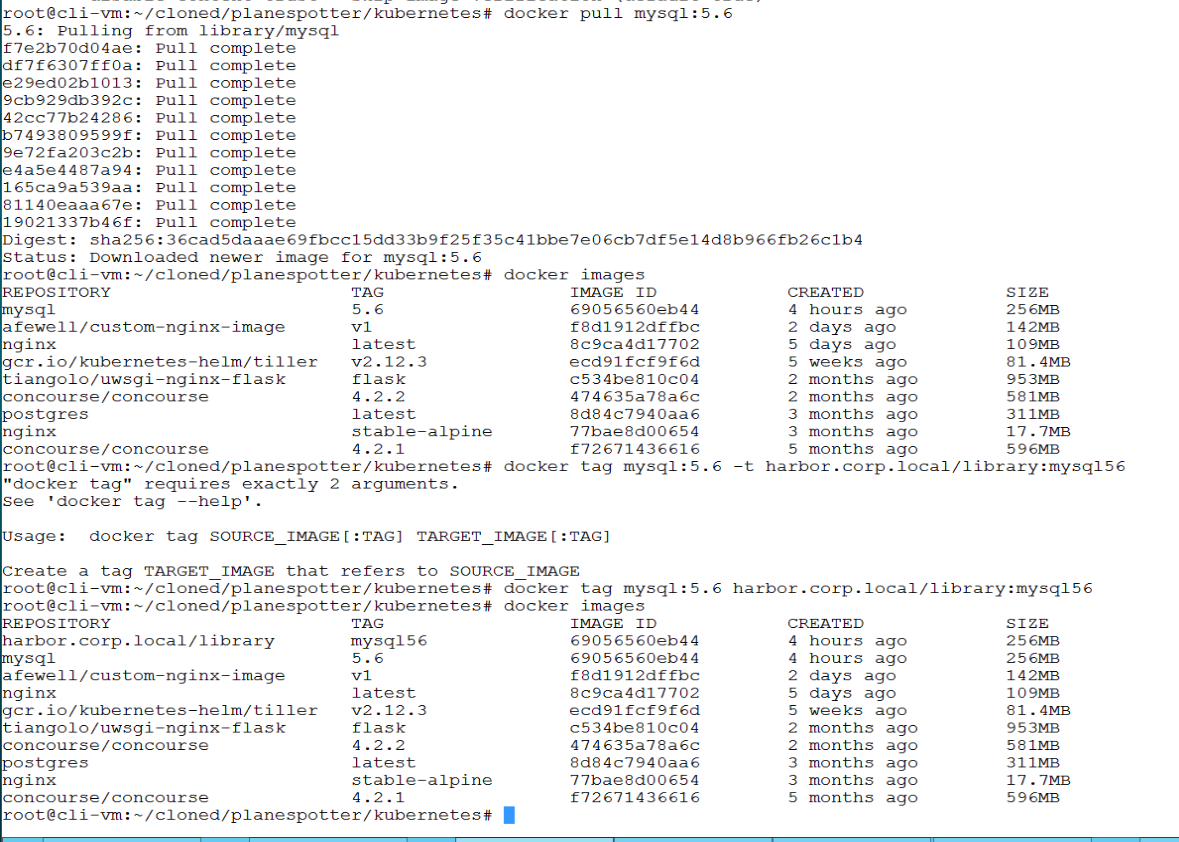 root@cli-vm:~/cloned/planespotter/kubernetes# docker pull mysql:5.6
5.6: Pulling from library/mysql
f7e2b70d04ae: Pull complete
df7f6307ff0a: Pull complete
e29ed02b1013: Pull complete
9cb929db392c: Pull complete
42cc77b24286: Pull complete
b7493809599f: Pull complete
9e72fa203c2b: Pull complete
e4a5e4487a94: Pull complete
165ca9a539aa: Pull complete
81140eaaa67e: Pull complete
19021337b46f: Pull complete
Digest: sha256:36cad5daaae69fbcc15dd33b9f25f35c41bbe7e06cb7df5e14d8b966fb26c1b4
Status: Downloaded newer image for mysql:5.6
root@cli-vm:~/cloned/planespotter/kubernetes# docker images
REPOSITORY TAG IMAGE ID CREATED SIZE
mysql 5.6 69056560eb44 4 hours ago 256MB
afewell/custom-nginx-image v1 f8d1912dffbc 2 days ago 142MB
nginx latest 8c9ca4d17702 5 days ago 109MB
gcr.io/kubernetes-helm/tiller v2.12.3 ecd91fcf9f6d 5 weeks ago 81.4MB
tiangolo/uwsgi-nginx-flask flask c534be810c04 2 months ago 953MB
concourse/concourse 4.2.2 474635a78a6c 2 months ago 581MB
postgres latest 8d84c7940aa6 3 months ago 311MB
nginx stable-alpine 77bae8d00654 3 months ago 17.7MB
concourse/concourse 4.2.1 f72671436616 5 months ago 596MB
root@cli-vm:~/cloned/planespotter/kubernetes# docker tag mysql:5.6 -t harbor.corp.local/library:mysql56
"docker tag" requires exactly 2 arguments.
See 'docker tag --help'.
Usage:  docker tag SOURCE_IMAGE[:TAG] TARGET_IMAGE[:TAG]
Create a tag TARGET_IMAGE that refers to SOURCE_IMAGE
root@cli-vm:~/cloned/planespotter/kubernetes# docker tag mysql:5.6 harbor.corp.local/library:mysql56
root@cli-vm:~/cloned/planespotter/kubernetes# docker images
REPOSITORY TAG IMAGE ID CREATED SIZE
harbor.corp.local/library mysql56 69056560eb44 4 hours ago 256MB
mysql 5.6 69056560eb44 4 hours ago 256MB
afewell/custom-nginx-image v1 f8d1912dffbc 2 days ago 142MB
nginx latest 8c9ca4d17702 5 days ago 109MB
gcr.io/kubernetes-helm/tiller v2.12.3 ecd91fcf9f6d 5 weeks ago 81.4MB
tiangolo/uwsgi-nginx-flask flask c534be810c04 2 months ago 953MB
concourse/concourse 4.2.2 474635a78a6c 2 months ago 581MB
postgres latest 8d84c7940aa6 3 months ago 311MB
nginx stable-alpine 77bae8d00654 3 months ago 17.7MB
concourse/concourse 4.2.1 f72671436616 5 months ago 596MB
root@cli-vm:~/cloned/planespotter/kubernetes#